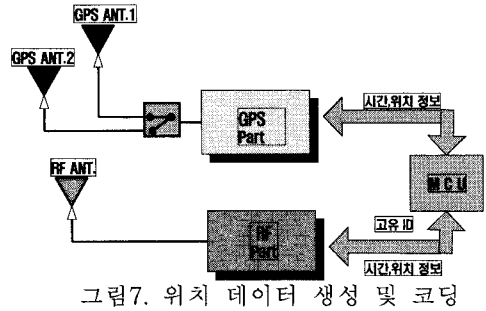 GPS ANT.1
GPS ANT.2
GPS
Part
시간,위치 정보
RF ANT.
MCU
RF
Part
고유 ID
시간,위치 정보
그림7. 위치 데이터 생성 및 코딩